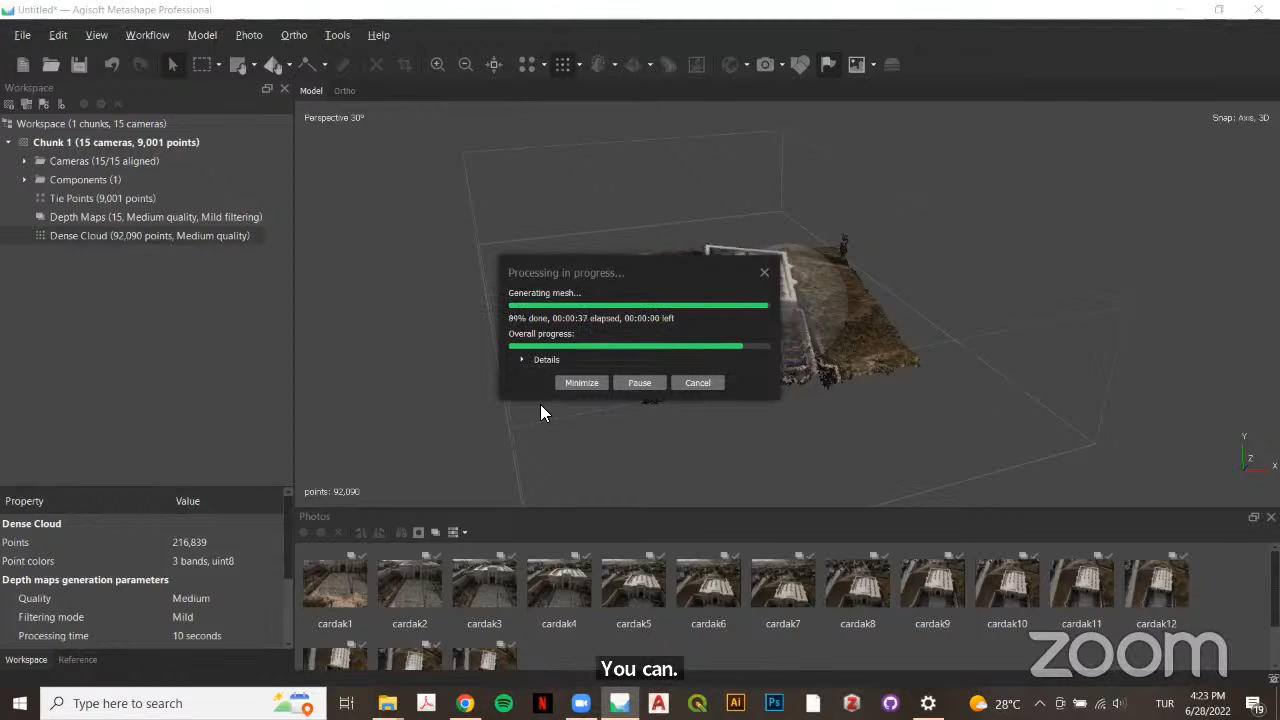 Untitled* — Agisoft Metashape Professional
File Edit View Workflow Model Photo Ortho Tools Help
Workspace
Model Ortho
Workspace (1 chunks, 15 cameras)
Perspective 30°
Snap: Axis, 3D
Chunk 1 (15 cameras, 9,001 points)
Cameras (15/15 aligned)
Components (1)
Tie Points (9,001 points)
Depth Maps (15, Medium quality, Mild filtering)
Dense Cloud (92,090 points, Medium quality)
Processing in progress...
Generating mesh...
89% done, 00:00:37 elapsed, 00:00:00 left
Overall progress:
Details
Minimize Pause Cancel
Y
Z
X
points: 92,090
Property Value
Dense Cloud
Points 216,839
Point colors 3 bands, uint8
Depth maps generation parameters
Quality Medium
Filtering mode Mild
Processing time 10 seconds
Workspace Reference
Photos
cardak1 cardak2 cardak3 cardak4 cardak5 cardak6 cardak7 cardak8 cardak9 cardak10 cardak11 cardak12
zoom
You can.
Type here to search
Ai
Ps
28°C
TUR
4:23 PM
6/28/2022
19